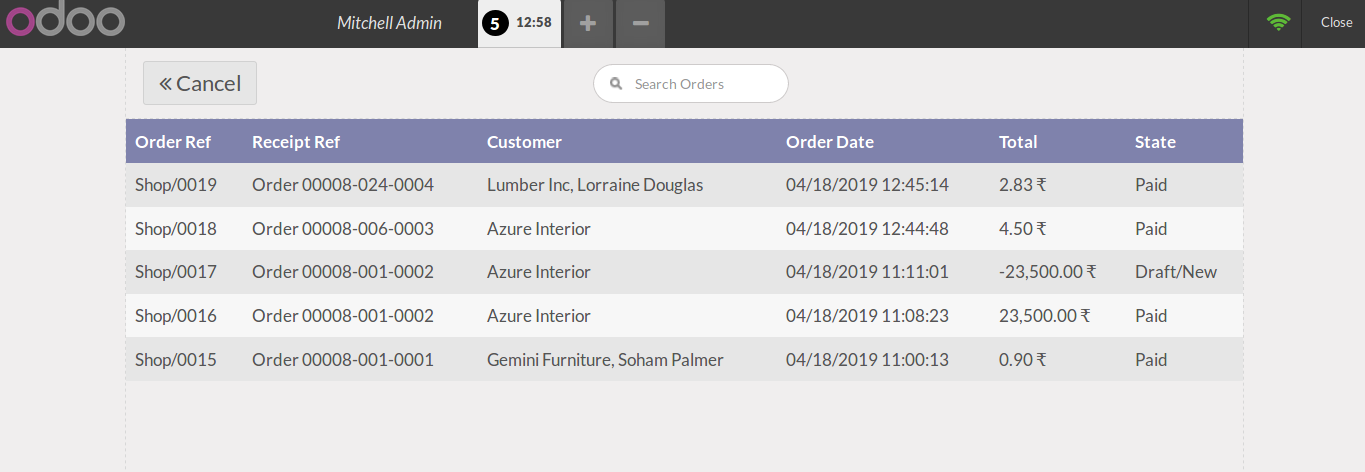 odoo Mitchell Admin 5 12:58 + − Close
« Cancel Search Orders
Order Ref Receipt Ref Customer Order Date Total State
Shop/0019 Order 00008-024-0004 Lumber Inc, Lorraine Douglas 04/18/2019 12:45:14 2.83 ₹ Paid
Shop/0018 Order 00008-006-0003 Azure Interior 04/18/2019 12:44:48 4.50 ₹ Paid
Shop/0017 Order 00008-001-0002 Azure Interior 04/18/2019 11:11:01 -23,500.00 ₹ Draft/New
Shop/0016 Order 00008-001-0002 Azure Interior 04/18/2019 11:08:23 23,500.00 ₹ Paid
Shop/0015 Order 00008-001-0001 Gemini Furniture, Soham Palmer 04/18/2019 11:00:13 0.90 ₹ Paid